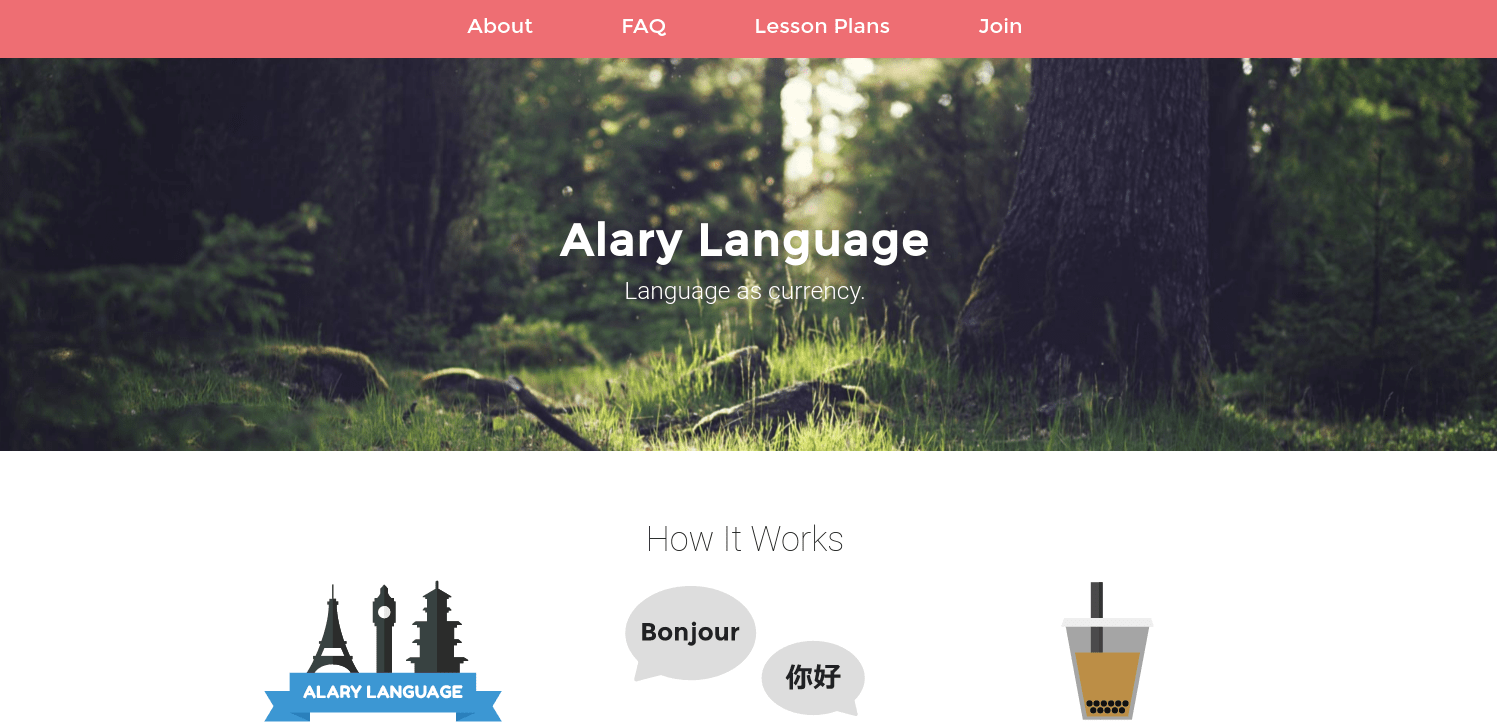 About FAQ Lesson Plans Join
Alary Language
Language as currency.
How It Works
Bonjour
你好
ALARY LANGUAGE